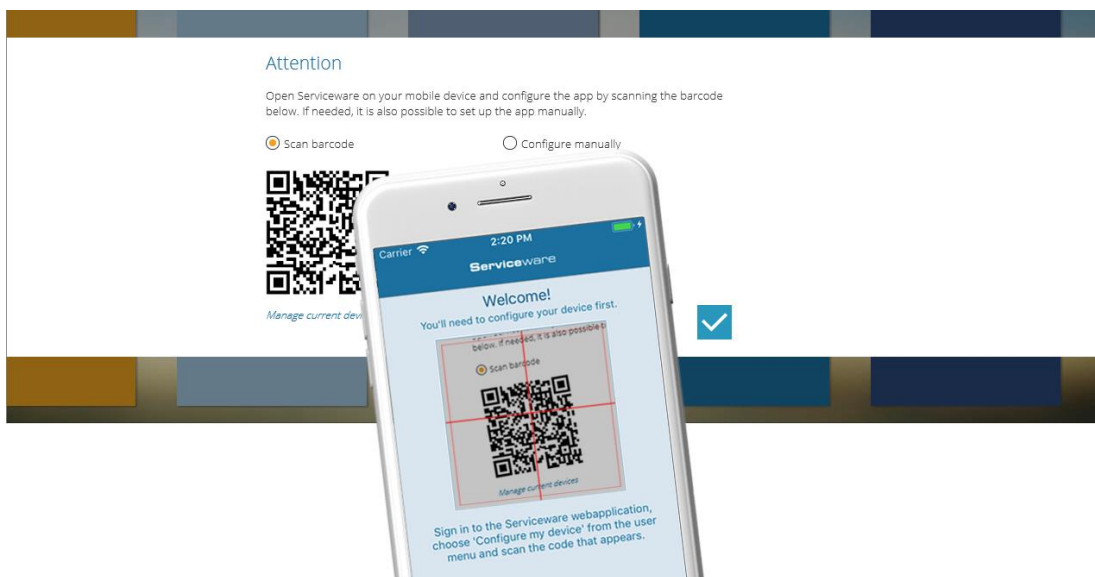 Attention
Open Serviceware on your mobile device and configure the app by scanning the barcode
below. If needed, it is also possible to set up the app manually.
Scan barcode
Configure manually
Manage current
Carrier
2:20 PM
Serviceware
Welcome!
You'll need to configure your device first.
below. If needed, it is also possible
Scan barcode
Manage current devices
Sign in to the Serviceware webapplication,
choose 'Configure my device' from the user
menu and scan the code that appears.